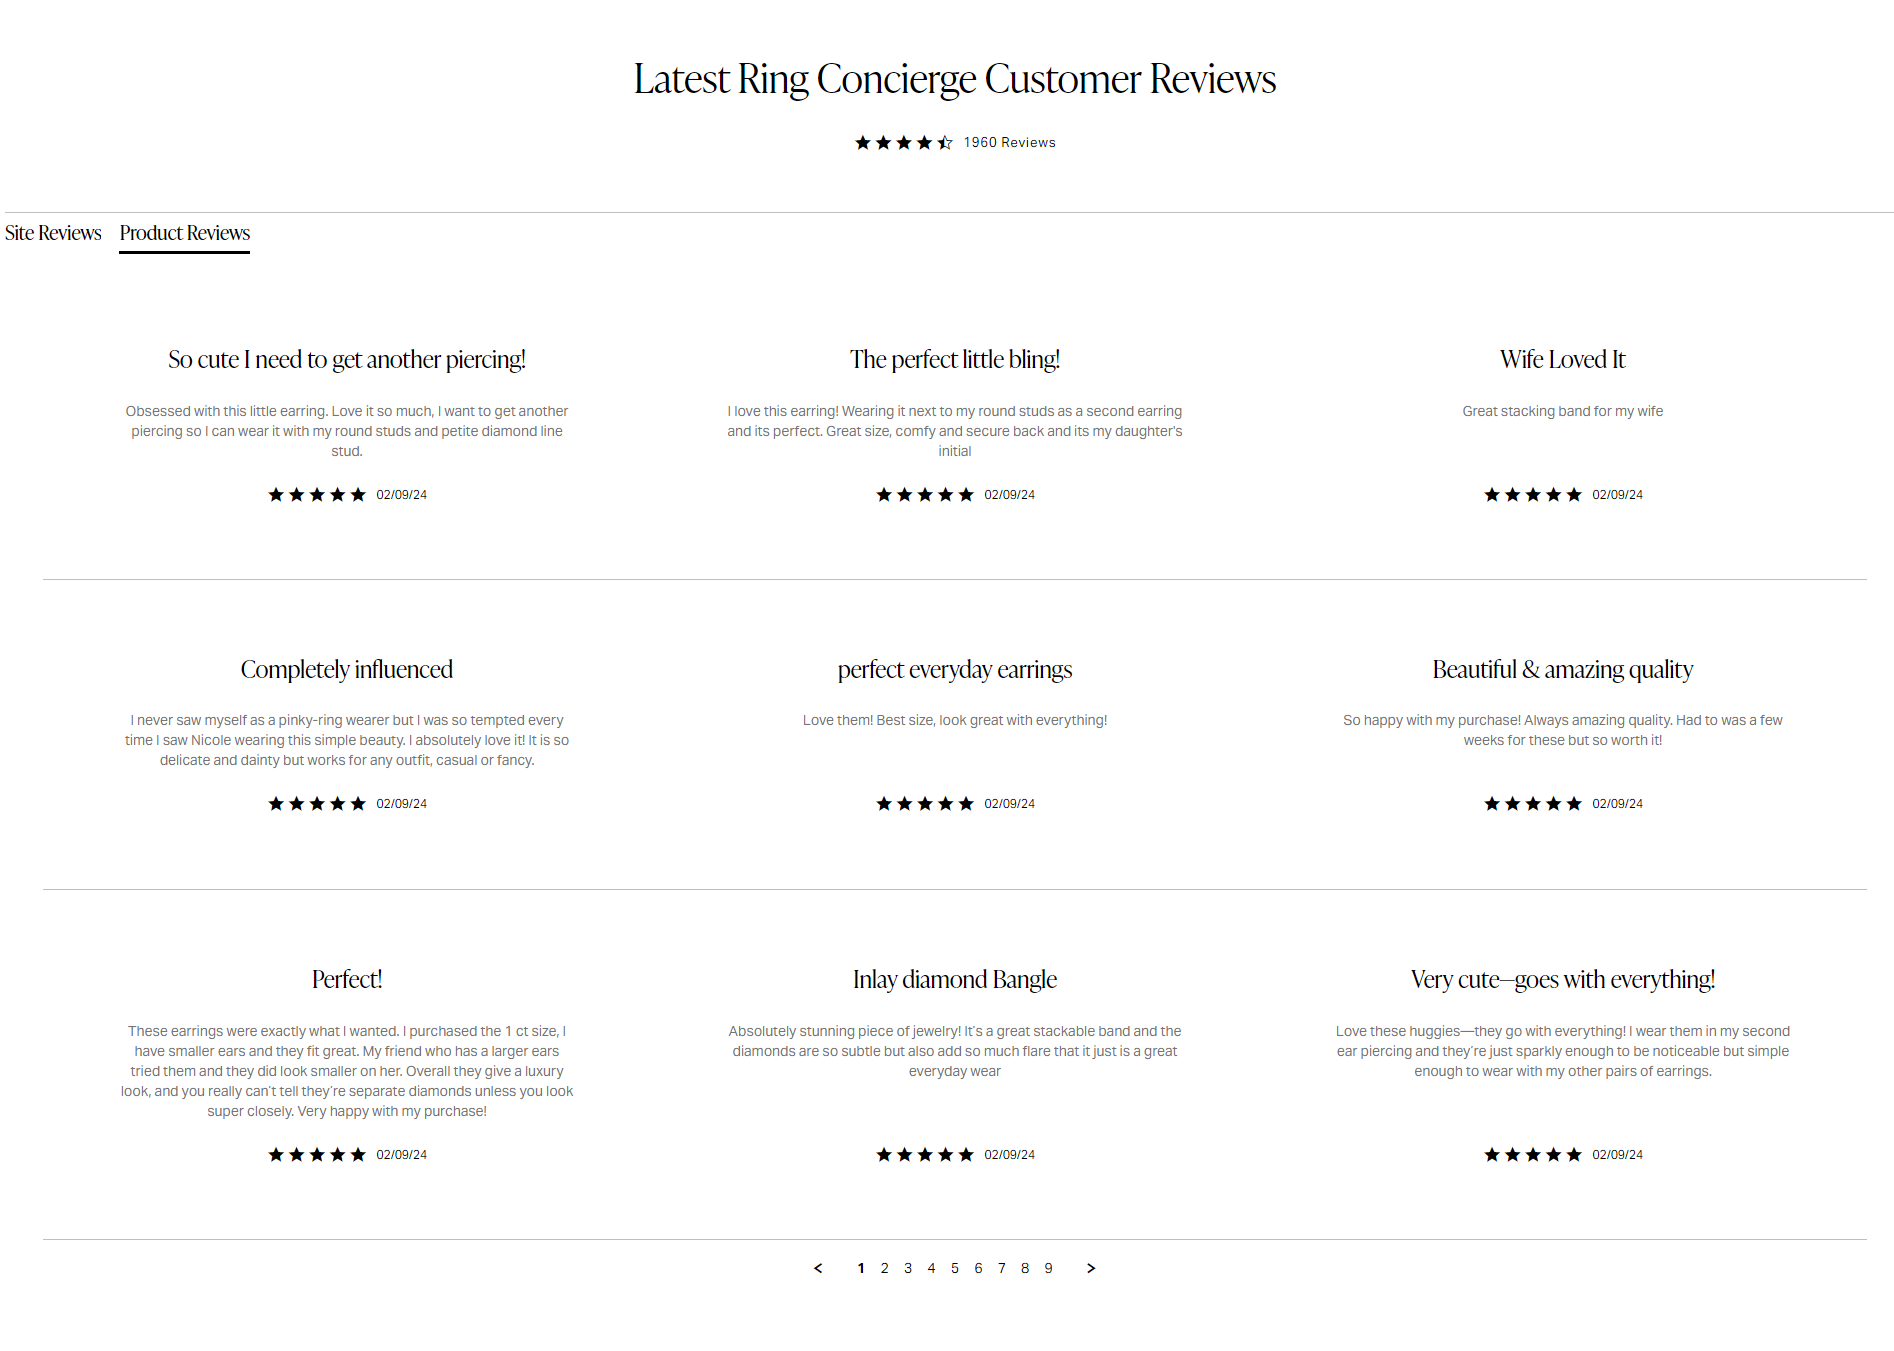 Latest Ring Concierge Customer Reviews
1960 Reviews
Site Reviews
Product Reviews
So cute I need to get another piercing!
Obsessed with this little earring. Love it so much, I want to get another
piercing so I can wear it with my round studs and petite diamond line
stud.
02/09/24
The perfect little bling!
I love this earring! Wearing it next to my round studs as a second earring
and its perfect. Great size, comfy and secure back and its my daughter's
initial
02/09/24
Wife Loved It
Great stacking band for my wife
02/09/24
Completely influenced
I never saw myself as a pinky-ring wearer but I was so tempted every
time I saw Nicole wearing this simple beauty. I absolutely love it! It is so
delicate and dainty but works for any outfit, casual or fancy.
02/09/24
perfect everyday earrings
Love them! Best size, look great with everything!
02/09/24
Beautiful & amazing quality
So happy with my purchase! Always amazing quality. Had to was a few
weeks for these but so worth it!
02/09/24
Perfect!
These earrings were exactly what I wanted. I purchased the 1 ct size, I
have smaller ears and they fit great. My friend who has a larger ears
tried them and they did look smaller on her. Overall they give a luxury
look, and you really can't tell they're separate diamonds unless you look
super closely. Very happy with my purchase!
02/09/24
Inlay diamond Bangle
Absolutely stunning piece of jewelry! It's a great stackable band and the
diamonds are so subtle but also add so much flare that it just is a great
everyday wear
02/09/24
Very cute—goes with everything!
Love these huggies—they go with everything! I wear them in my second
ear piercing and they're just sparkly enough to be noticeable but simple
enough to wear with my other pairs of earrings.
02/09/24
< 1 2 3 4 5 6 7 8 9 >